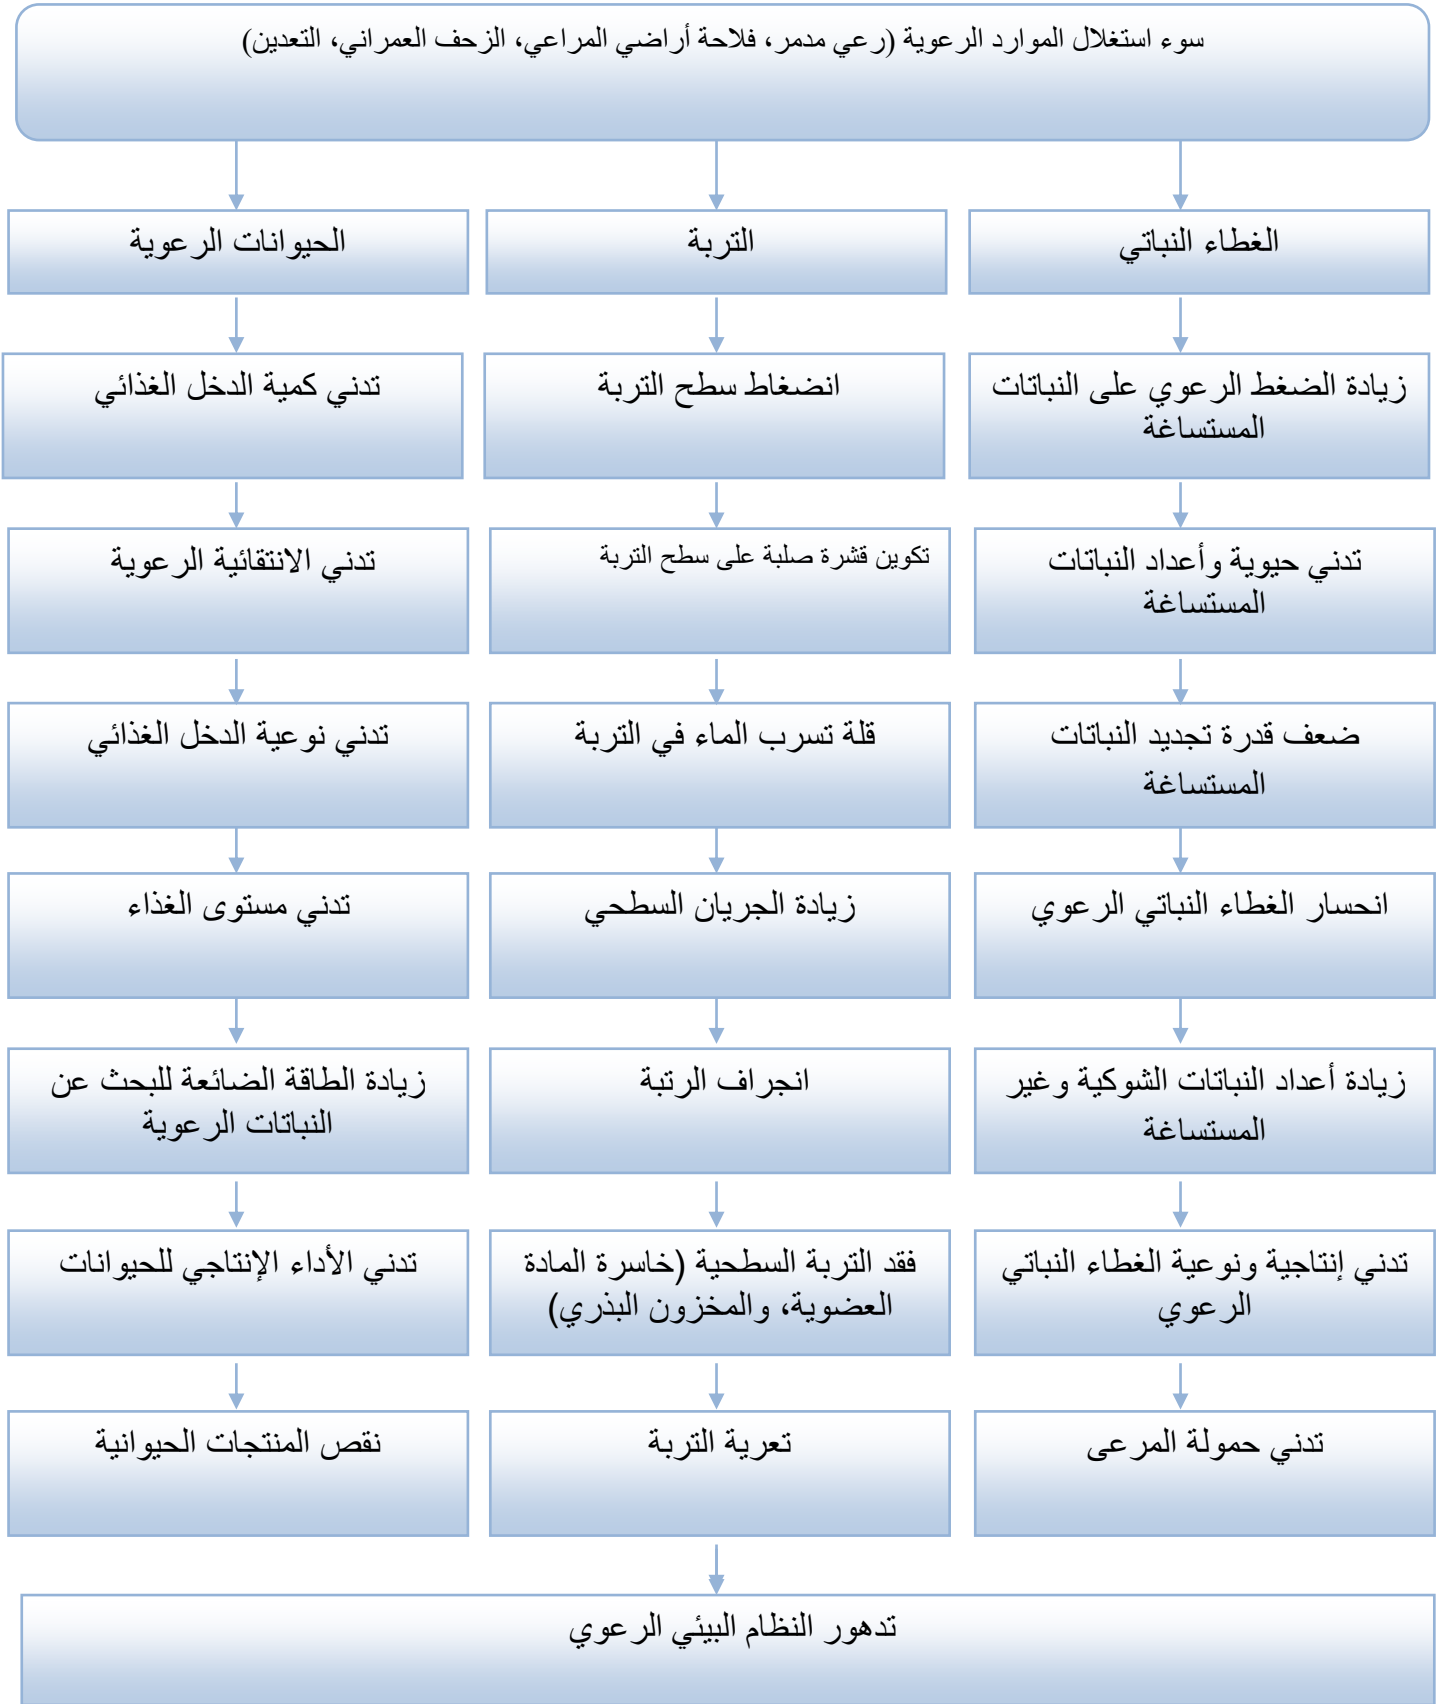 سوء استغلال الموارد الرعوية (رعي مدمر، فلاحة أراضي المراعي، الزحف العمراني، التعدين)
الغطاء النباتي
التربة
الحيوانات الرعوية
زيادة الضغط الرعوي على النباتات
المستساغة
انضغاط سطح التربة
تدني كمية الدخل الغذائي
تدني حيوية وأعداد النباتات
المستساغة
تكوين قشرة صلبة على سطح التربة
تدني الانتقائية الرعوية
ضعف قدرة تجديد النباتات
المستساغة
قلة تسرب الماء في التربة
تدني نوعية الدخل الغذائي
انحسار الغطاء النباتي الرعوي
زيادة الجريان السطحي
تدني مستوى الغذاء
زيادة أعداد النباتات الشوكية وغير
المستساغة
انجراف الرتبة
زيادة الطاقة الضائعة للبحث عن
النباتات الرعوية
تدني إنتاجية ونوعية الغطاء النباتي
الرعوي
فقد التربة السطحية (خاسرة المادة
العضوية، والمخزون البذري)
تدني الأداء الإنتاجي للحيوانات
تدني حمولة المرعى
تعرية التربة
نقص المنتجات الحيوانية
تدهور النظام البيئي الرعوي